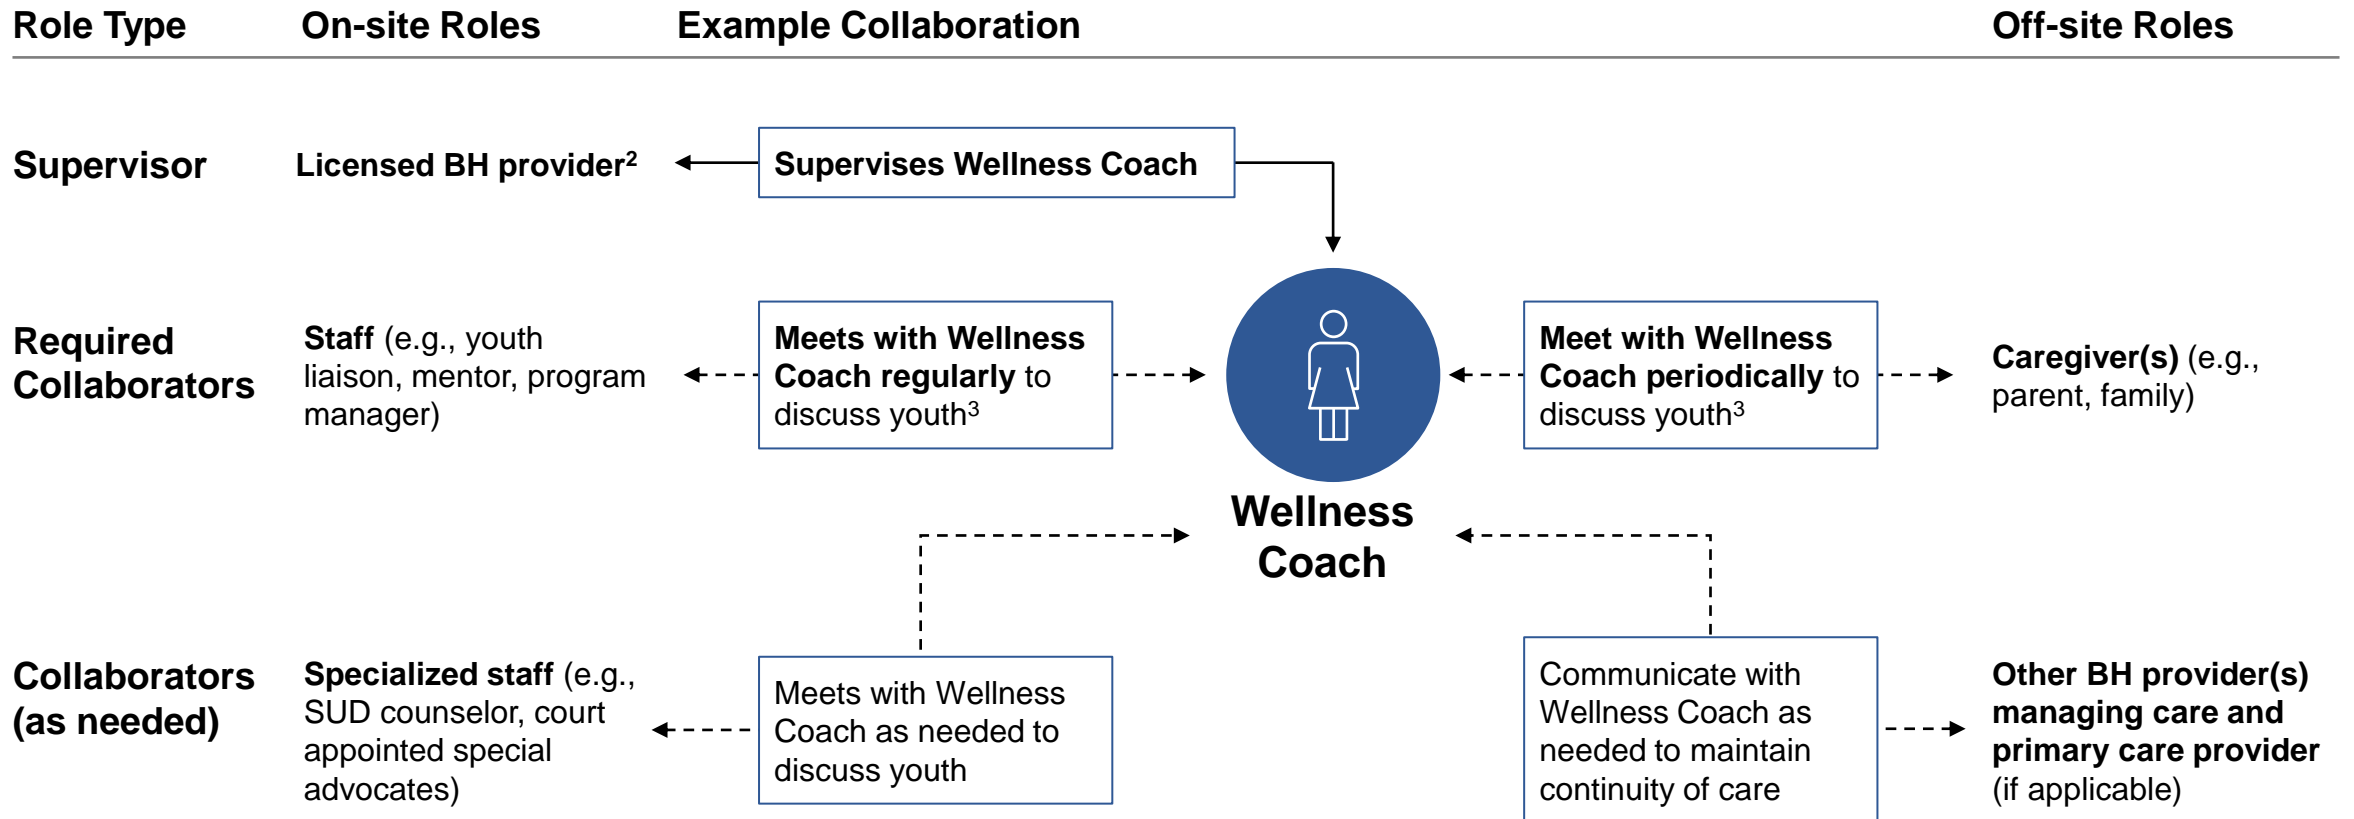 Role Type On-site Roles Example Collaboration Off-site Roles
Supervisor
Licensed BH provider²
Supervises Wellness Coach
Required
Collaborators
Staff (e.g., youth
liaison, mentor, program
manager)
Meets with Wellness
Coach regularly to
discuss youth³
Meet with Wellness
Coach periodically to
discuss youth³
Caregiver(s) (e.g.,
parent, family)
Wellness
Coach
Collaborators
(as needed)
Specialized staff (e.g.,
SUD counselor, court
appointed special
advocates)
Meets with Wellness
Coach as needed to
discuss youth
Communicate with
Wellness Coach as
needed to maintain
continuity of care
Other BH provider(s)
managing care and
primary care provider
(if applicable)